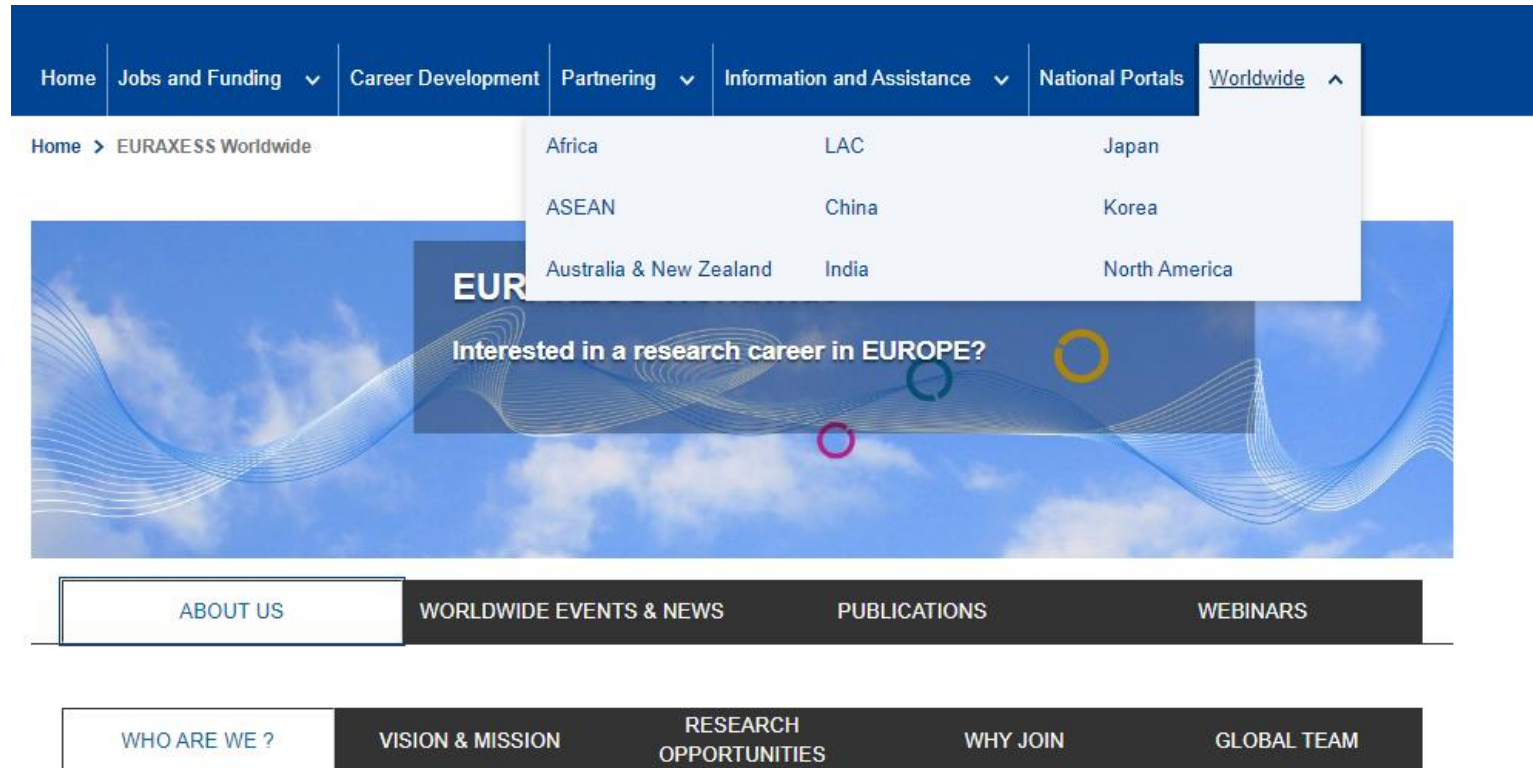 Home Jobs and Funding Career Development Partnering Information and Assistance National Portals Worldwide
Home > EURAXESS Worldwide
Africa LAC Japan
ASEAN China Korea
Australia & New Zealand India North America
EUR
Interested in a research career in EUROPE?
ABOUT US WORLDWIDE EVENTS & NEWS PUBLICATIONS WEBINARS
WHO ARE WE ? VISION & MISSION RESEARCH OPPORTUNITIES WHY JOIN GLOBAL TEAM